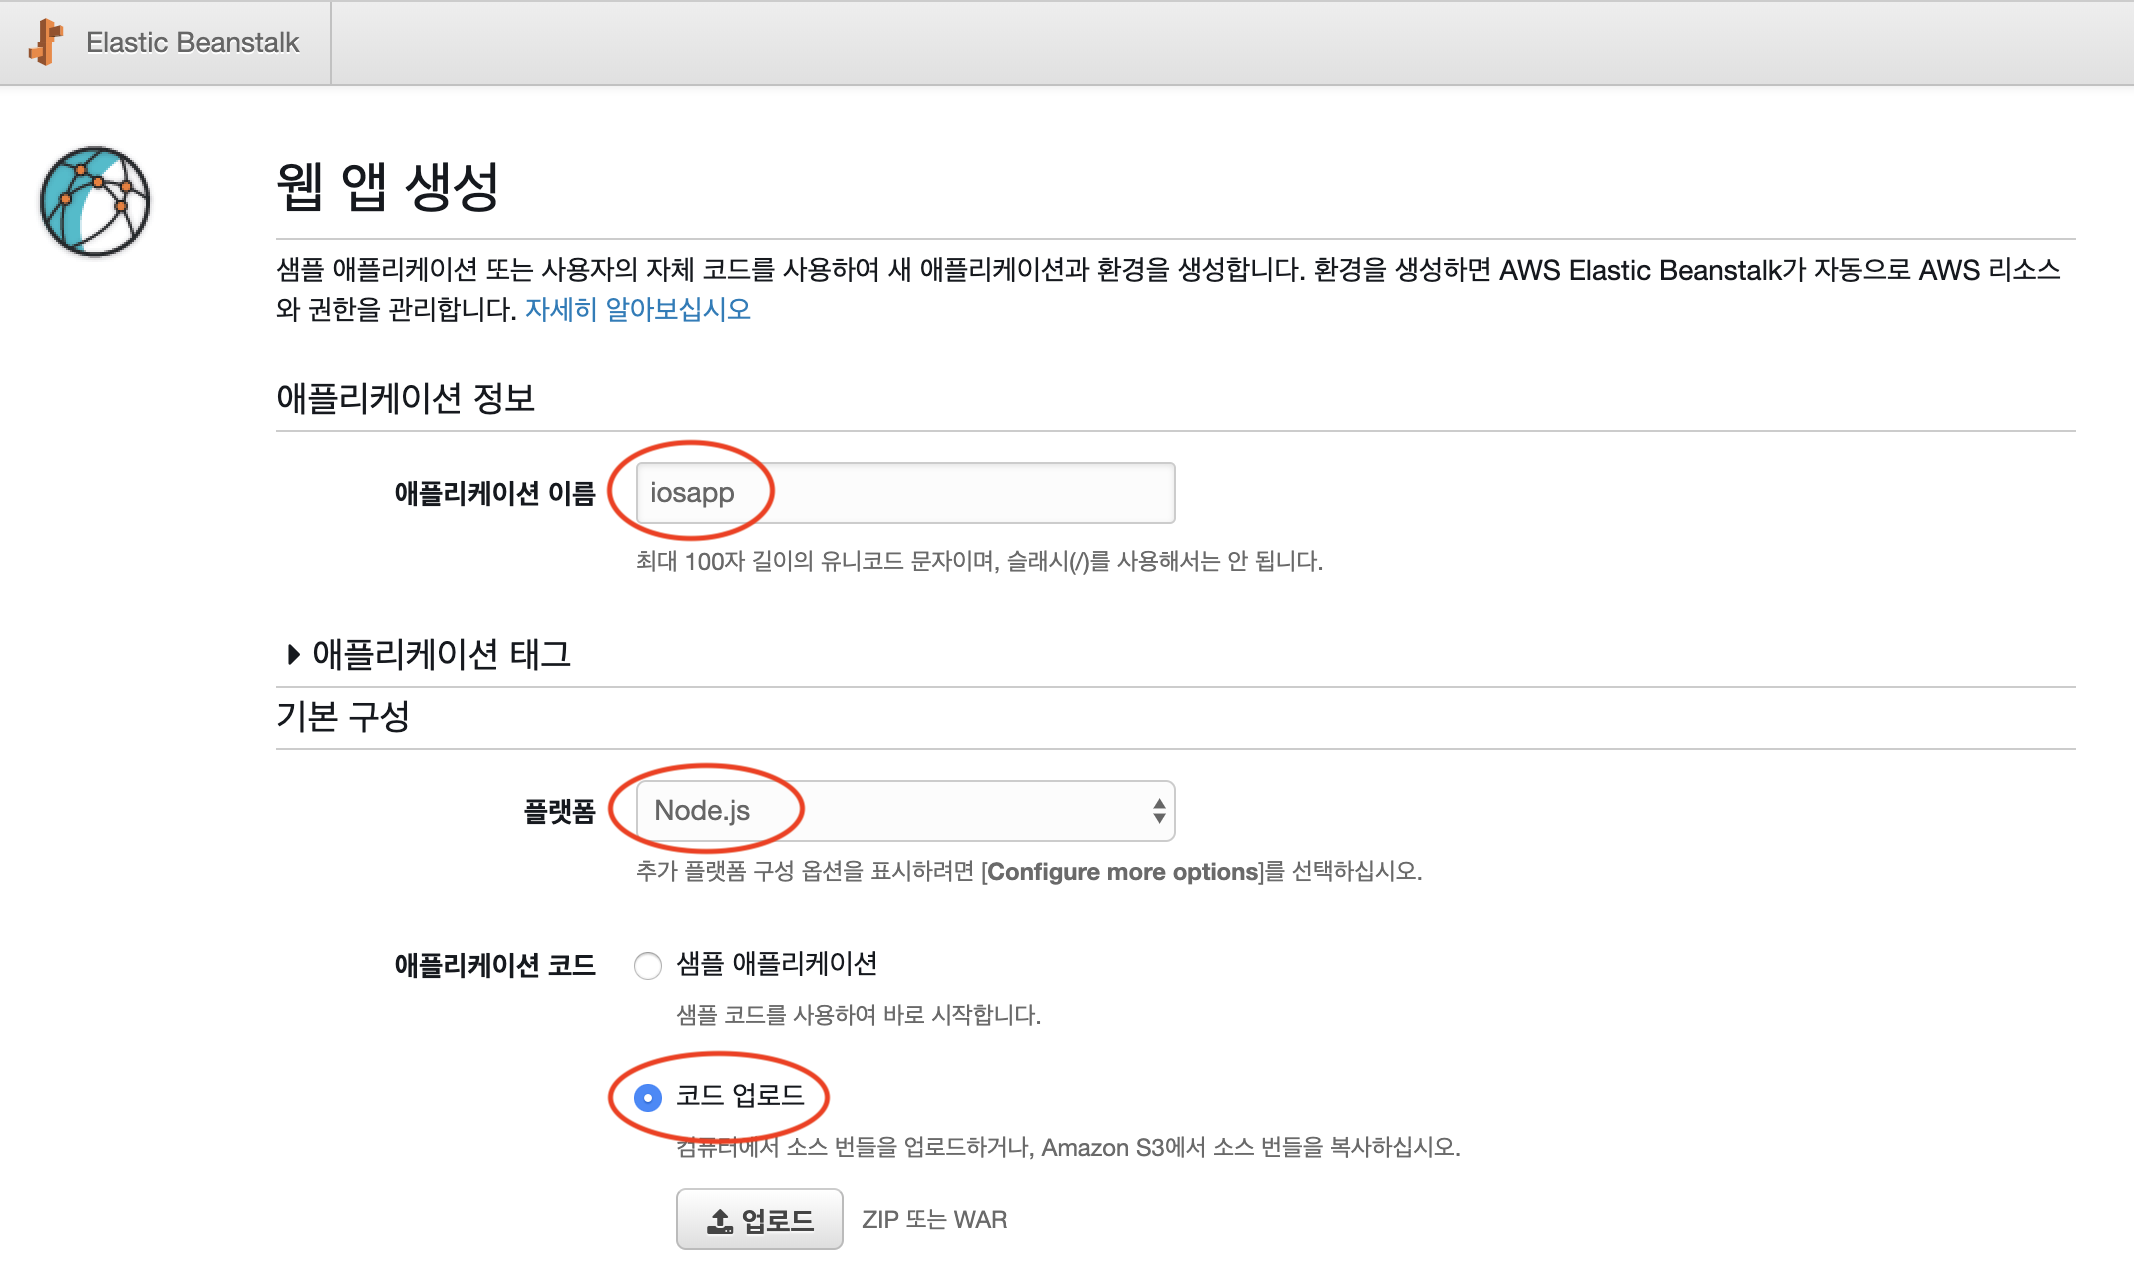 Elastic Beanstalk
웹 앱 생성
샘플 애플리케이션 또는 사용자의 자체 코드를 사용하여 새 애플리케이션과 환경을 생성합니다. 환경을 생성하면 AWS Elastic Beanstalk가 자동으로 AWS 리소스
와 권한을 관리합니다. 자세히 알아보십시오
애플리케이션 정보
애플리케이션 이름 iosapp
최대 100자 길이의 유니코드 문자이며, 슬래시(/)를 사용해서는 안 됩니다.
애플리케이션 태그
기본 구성
플랫폼 Node.js
추가 플랫폼 구성 옵션을 표시하려면 [Configure more options]를 선택하십시오.
애플리케이션 코드 샘플 애플리케이션
샘플 코드를 사용하여 바로 시작합니다.
코드 업로드
컴퓨터에서 소스 번들을 업로드하거나, Amazon S3에서 소스 번들을 복사하십시오.
업로드 ZIP 또는 WAR